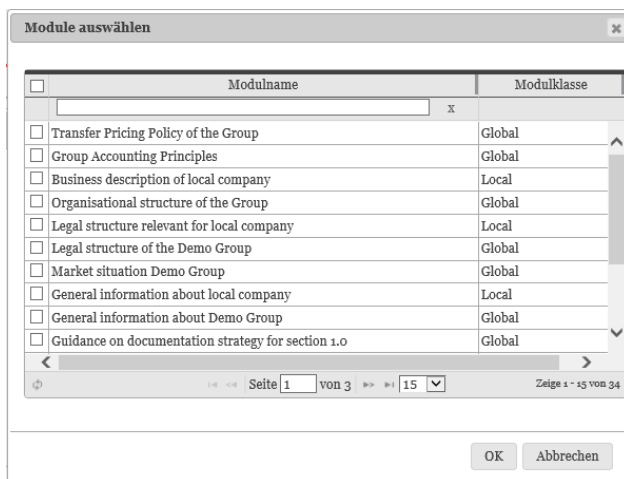 Module auswählen
Modulname Modulklasse
x
Transfer Pricing Policy of the Group Global
Group Accounting Principles Global
Business description of local company Local
Organisational structure of the Group Global
Legal structure relevant for local company Local
Legal structure of the Demo Group Global
Market situation Demo Group Global
General information about local company Local
General information about Demo Group Global
Guidance on documentation strategy for section 1.0 Global
Seite 1 von 3 15 Zeige 1 - 15 von 34
OK Abbrechen